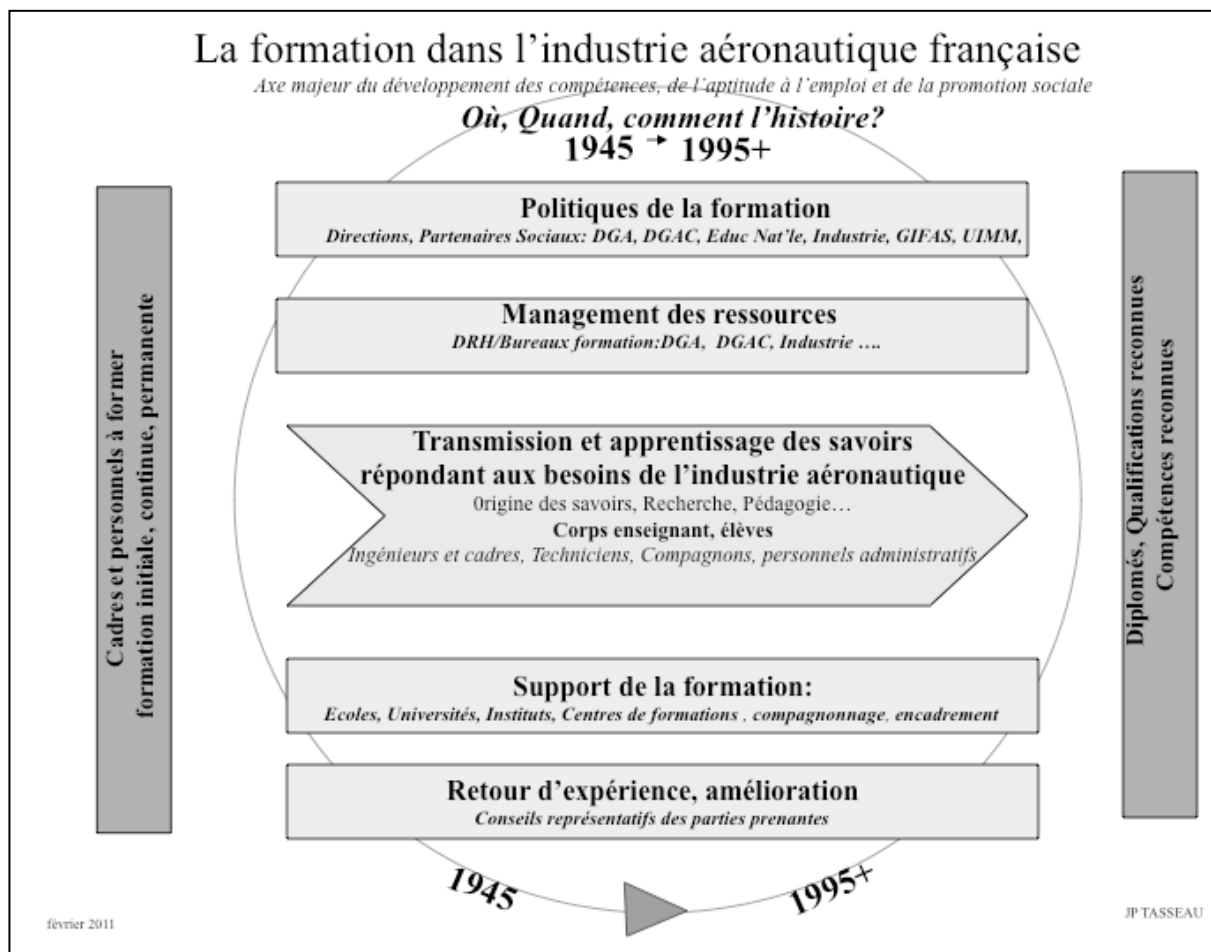 La formation dans l'industrie aéronautique française
Axe majeur du développement des compétences, de l'aptitude à l'emploi et de la promotion sociale
Où, Quand, comment l'histoire?
1945 → 1995+
Cadres et personnels à former
formation initiale, continue, permanente
Politiques de la formation
Directions, Partenaires Sociaux: DGA, DGAC, Educ Nat'le, Industrie, GIFAS, UIMM,
Management des ressources
DRH/Bureaux formation:DGA, DGAC, Industrie ....
Transmission et apprentissage des savoirs
répondant aux besoins de l'industrie aéronautique
0rigine des savoirs, Recherche, Pédagogie…
Corps enseignant, élèves
Ingénieurs et cadres, Techniciens, Compagnons, personnels administratifs
Support de la formation:
Ecoles, Universités, Instituts, Centres de formations , compagnonnage, encadrement
Retour d'expérience, amélioration
Conseils représentatifs des parties prenantes
Diplomés, Qualifications reconnues
Compétences reconnues
1945
1995+
février 2011
JP TASSEAU